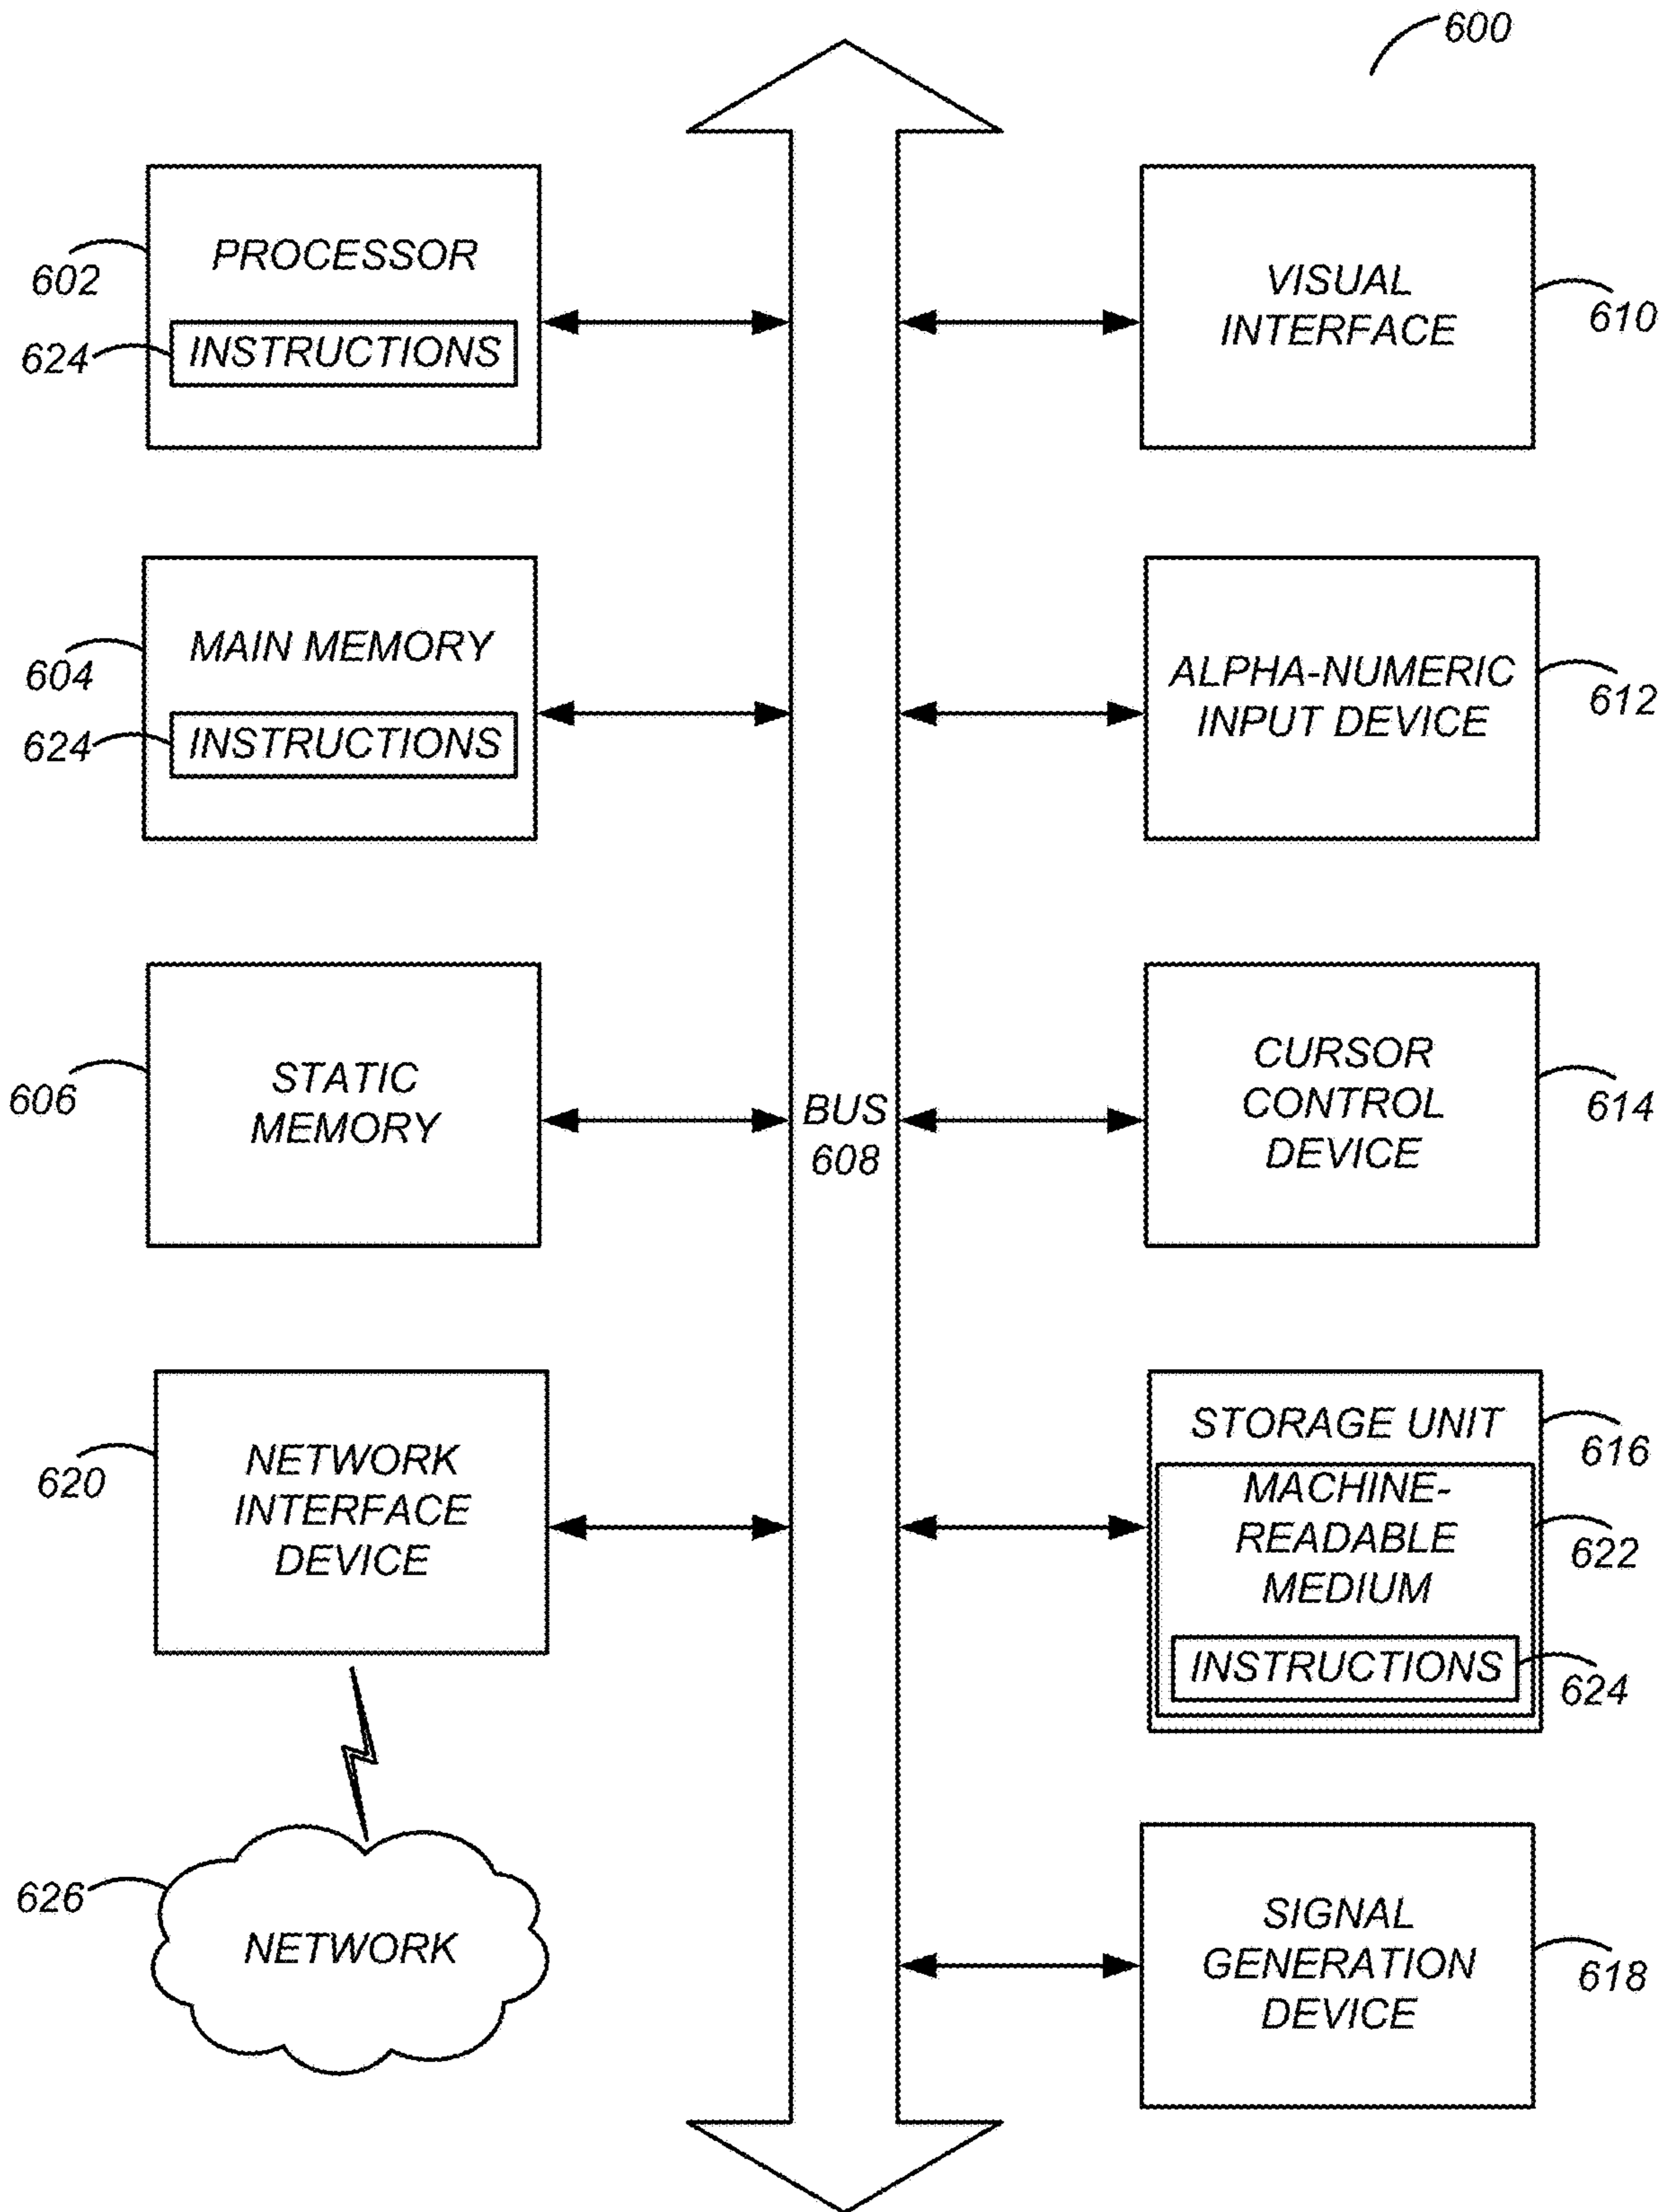 600
PROCESSOR
602
INSTRUCTIONS
624
VISUAL
INTERFACE
610
MAIN MEMORY
604
INSTRUCTIONS
624
ALPHA-NUMERIC
INPUT DEVICE
612
STATIC
MEMORY
606
BUS
608
CURSOR
CONTROL
DEVICE
614
NETWORK
INTERFACE
DEVICE
620
STORAGE UNIT
616
MACHINE-
READABLE
MEDIUM
622
INSTRUCTIONS
624
626
NETWORK
SIGNAL
GENERATION
DEVICE
618